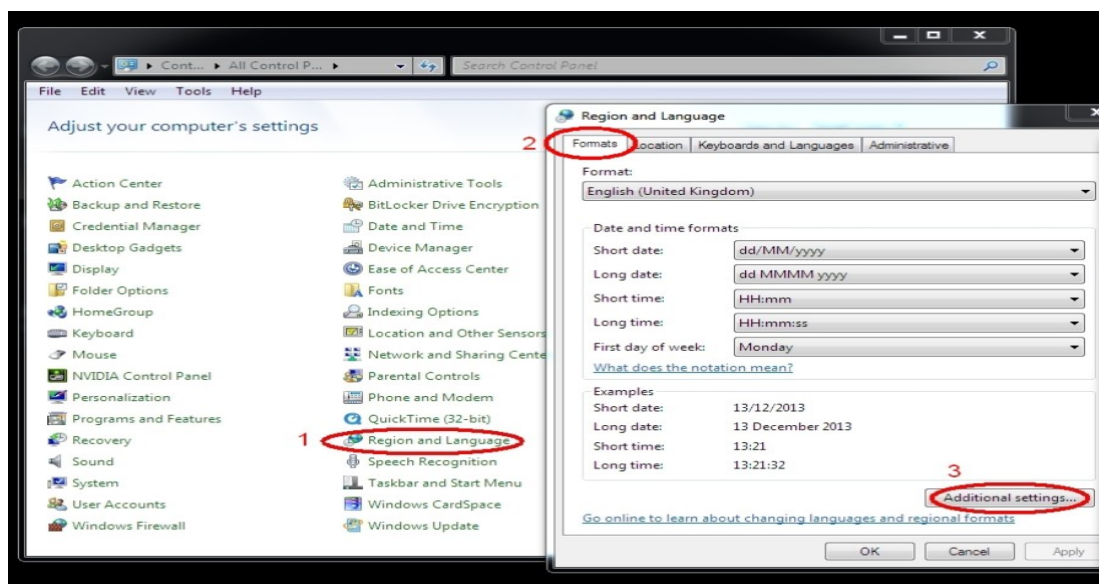 Cont... All Control P... Search Control Panel
File Edit View Tools Help
Adjust your computer's settings
Action Center
Backup and Restore
Credential Manager
Desktop Gadgets
Display
Folder Options
HomeGroup
Keyboard
Mouse
NVIDIA Control Panel
Personalization
Programs and Features
Recovery
Sound
System
User Accounts
Windows Firewall
Administrative Tools
BitLocker Drive Encryption
Date and Time
Device Manager
Ease of Access Center
Fonts
Indexing Options
Location and Other Sensors
Network and Sharing Cente
Parental Controls
Phone and Modem
QuickTime (32-bit)
1 Region and Language
Speech Recognition
Taskbar and Start Menu
Windows CardSpace
Windows Update
Region and Language
2 Formats Location Keyboards and Languages Administrative
Format:
English (United Kingdom)
Date and time formats
Short date: dd/MM/yyyy
Long date: dd MMMM yyyy
Short time: HH:mm
Long time: HH:mm:ss
First day of week: Monday
What does the notation mean?
Examples
Short date: 13/12/2013
Long date: 13 December 2013
Short time: 13:21
Long time: 13:21:32
3
Additional settings...
Go online to learn about changing languages and regional formats
OK Cancel Apply